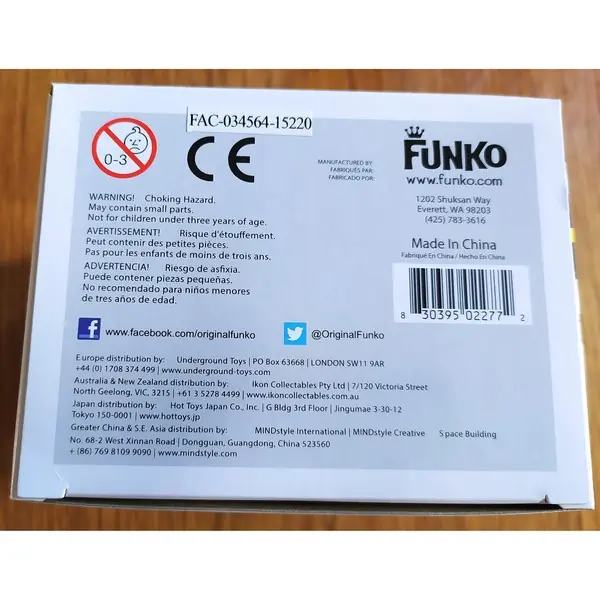 FAC-034564-15220
0-3
CE
MANUFACTURED BY:
FABRIQUÉS PAR:
FABRICADO POR:
FUNKO
www.funko.com
1202 Shuksan Way
Everett, WA 98203
(425) 783-3616
Made In China
Fabriqué En China / Hecho En China
WARNING! Choking Hazard.
May contain small parts.
Not for children under three years of age.
AVERTISSEMENT! Risque d'étouffement.
Peut contenir des petites pièces.
Pas pour les enfants de moins de trois ans.
ADVERTENCIA! Riesgo de asfixia.
Puede contener piezas pequeñas.
No recomendado para niños menores
de tres años de edad.
8 30395 02277 2
f www.facebook.com/originalfunko
@OriginalFunko
Europe distribution by: Underground Toys | PO Box 63668 | LONDON SW11 9AR
+44 (0) 1708 374 499 | www.underground-toys.com
Australia & New Zealand distribution by: Ikon Collectables Pty Ltd | 7/120 Victoria Street
North Geelong, VIC, 3215 | +61 3 5278 4499 | www.ikoncollectables.com.au
Japan distribution by: Hot Toys Japan Co., Inc. | G Bldg 3rd Floor | Jingumae 3-30-12
Tokyo 150-0001 | www.hottoys.jp
Greater China & S.E. Asia distribution by: MINDstyle International | MINDstyle Creative Space Building
No. 68-2 West Xinnan Road | Dongguan, Guangdong, China 523560
+ (86) 769 8109 9090 | www.mindstyle.com